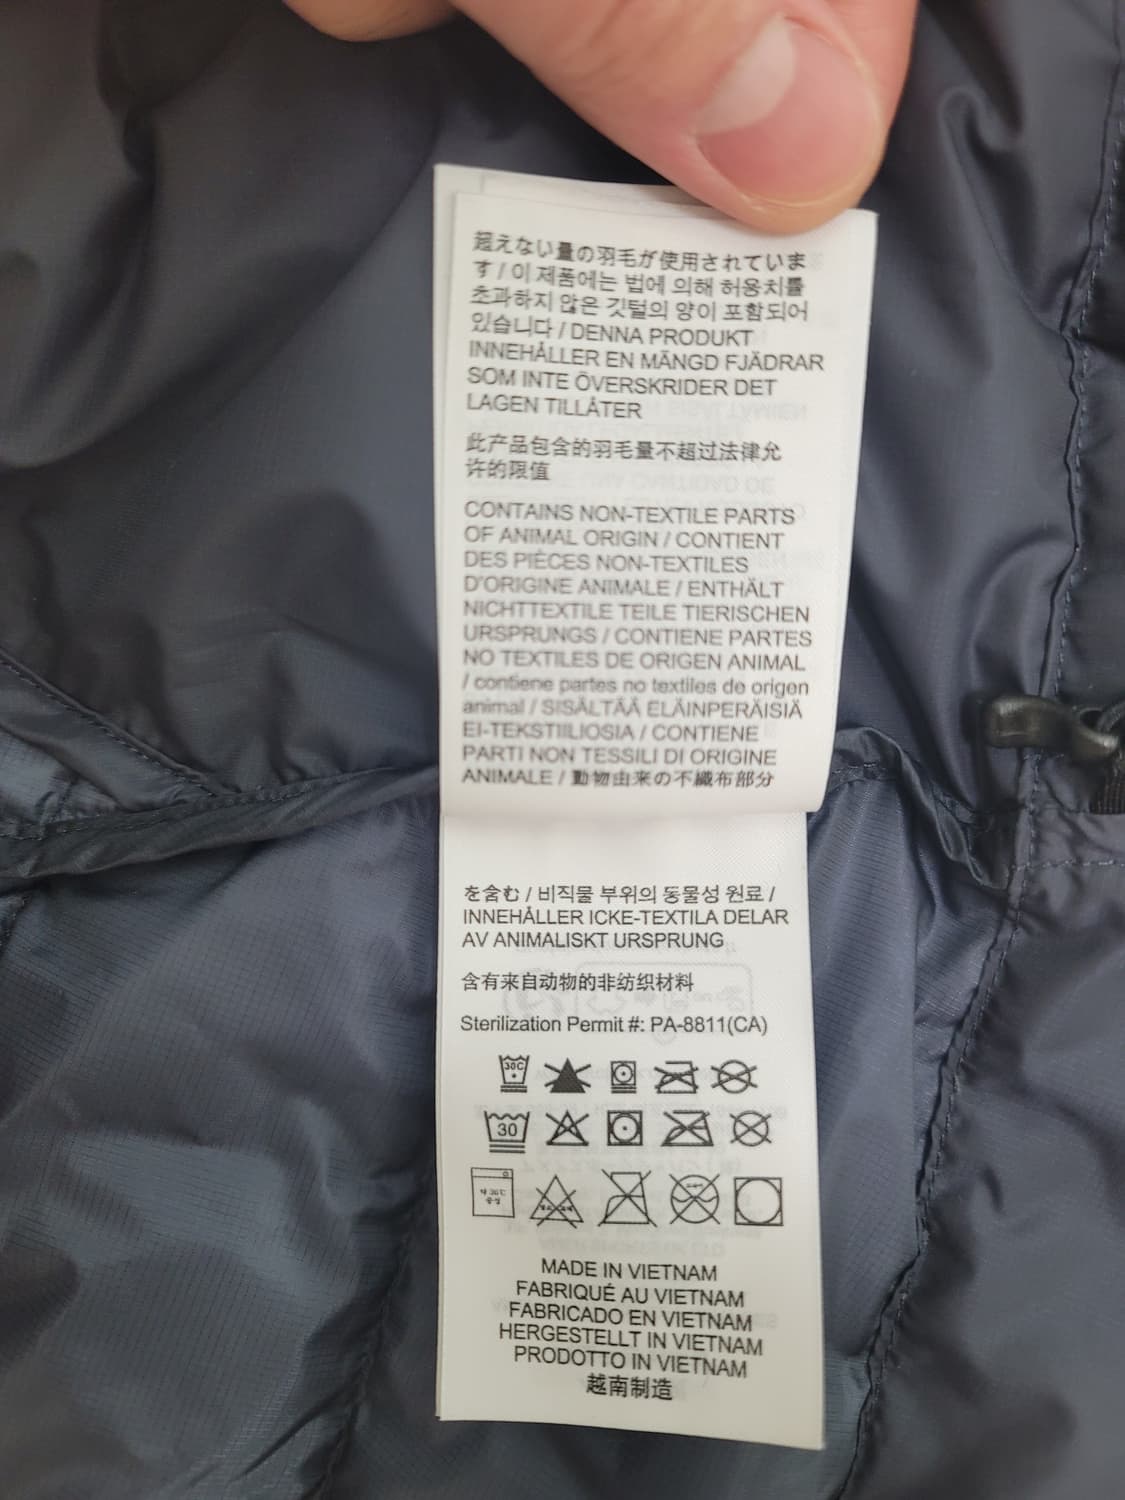 超えない量の羽毛が使用されていま
す / 이 제품에는 법에 의해 허용치를
초과하지 않은 깃털의 양이 포함되어
있습니다 / DENNA PRODUKT
INNEHÅLLER EN MÄNGD FJÄDRAR
SOM INTE ÖVERSKRIDER DET
LAGEN TILLÅTER
此产品包含的羽毛量不超过法律允
许的限值
CONTAINS NON-TEXTILE PARTS
OF ANIMAL ORIGIN / CONTIENT
DES PIÈCES NON-TEXTILES
D'ORIGINE ANIMALE / ENTHÄLT
NICHTTEXTILE TEILE TIERISCHEN
URSPRUNGS / CONTIENE PARTES
NO TEXTILES DE ORIGEN ANIMAL
/ contiene partes no textiles de origen
animal / SISÄLTÄÄ ELÄINPERÄISIÄ
EI-TEKSTIILIOSIA / CONTIENE
PARTI NON TESSILI DI ORIGINE
ANIMALE / 動物由来の不織布部分
を含む / 비직물 부위의 동물성 원료 /
INNEHÅLLER ICKE-TEXTILA DELAR
AV ANIMALISKT URSPRUNG
含有来自动物的非纺织材料
Sterilization Permit #: PA-8811(CA)
30C
30
MADE IN VIETNAM
FABRIQUÉ AU VIETNAM
FABRICADO EN VIETNAM
HERGESTELLT IN VIETNAM
PRODOTTO IN VIETNAM
越南制造